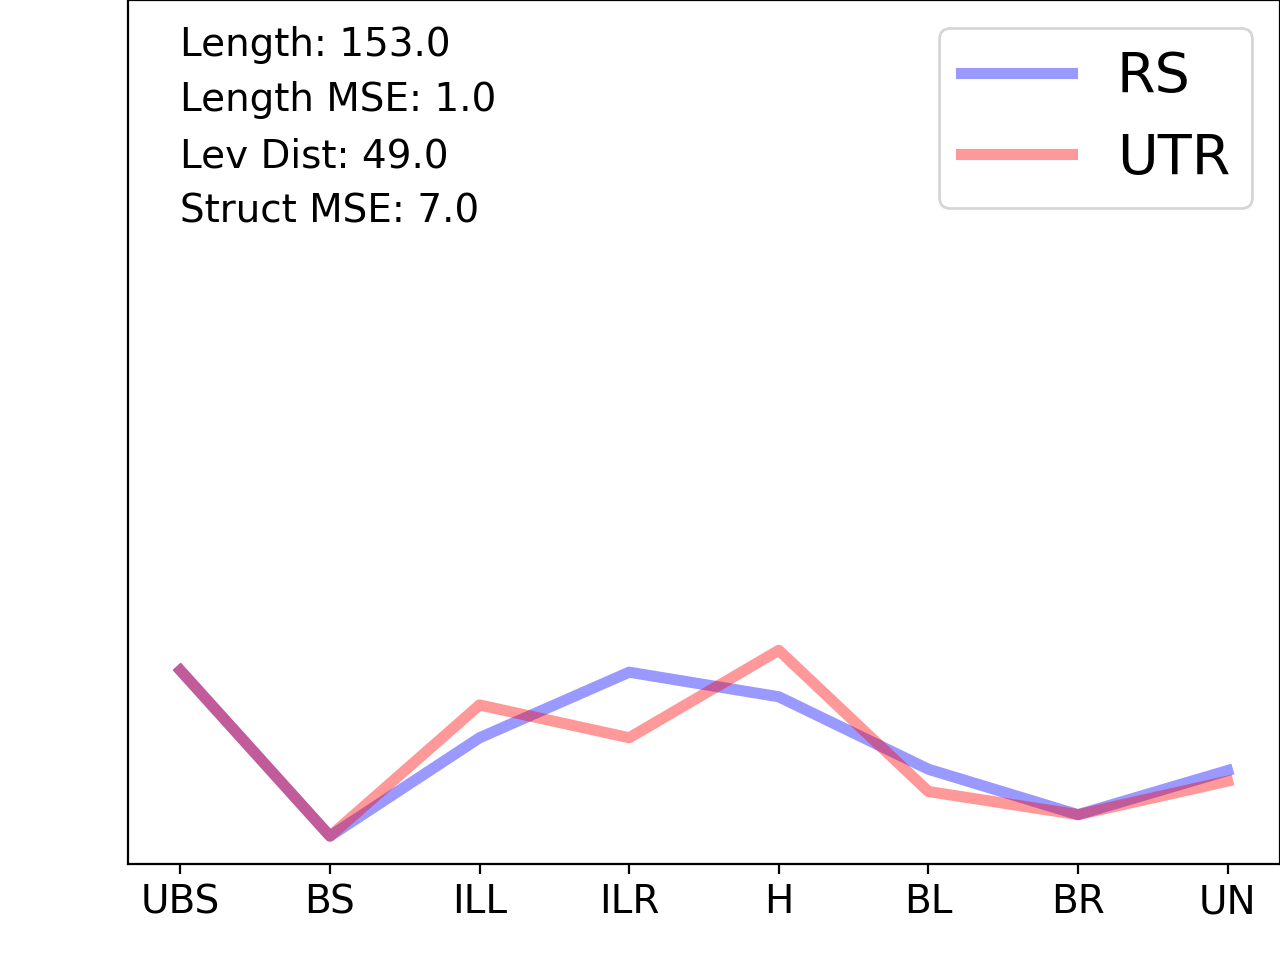 Length: 153.0
Length MSE: 1.0
Lev Dist: 49.0
Struct MSE: 7.0
RS
UTR
UBS BS ILL ILR H BL BR UN